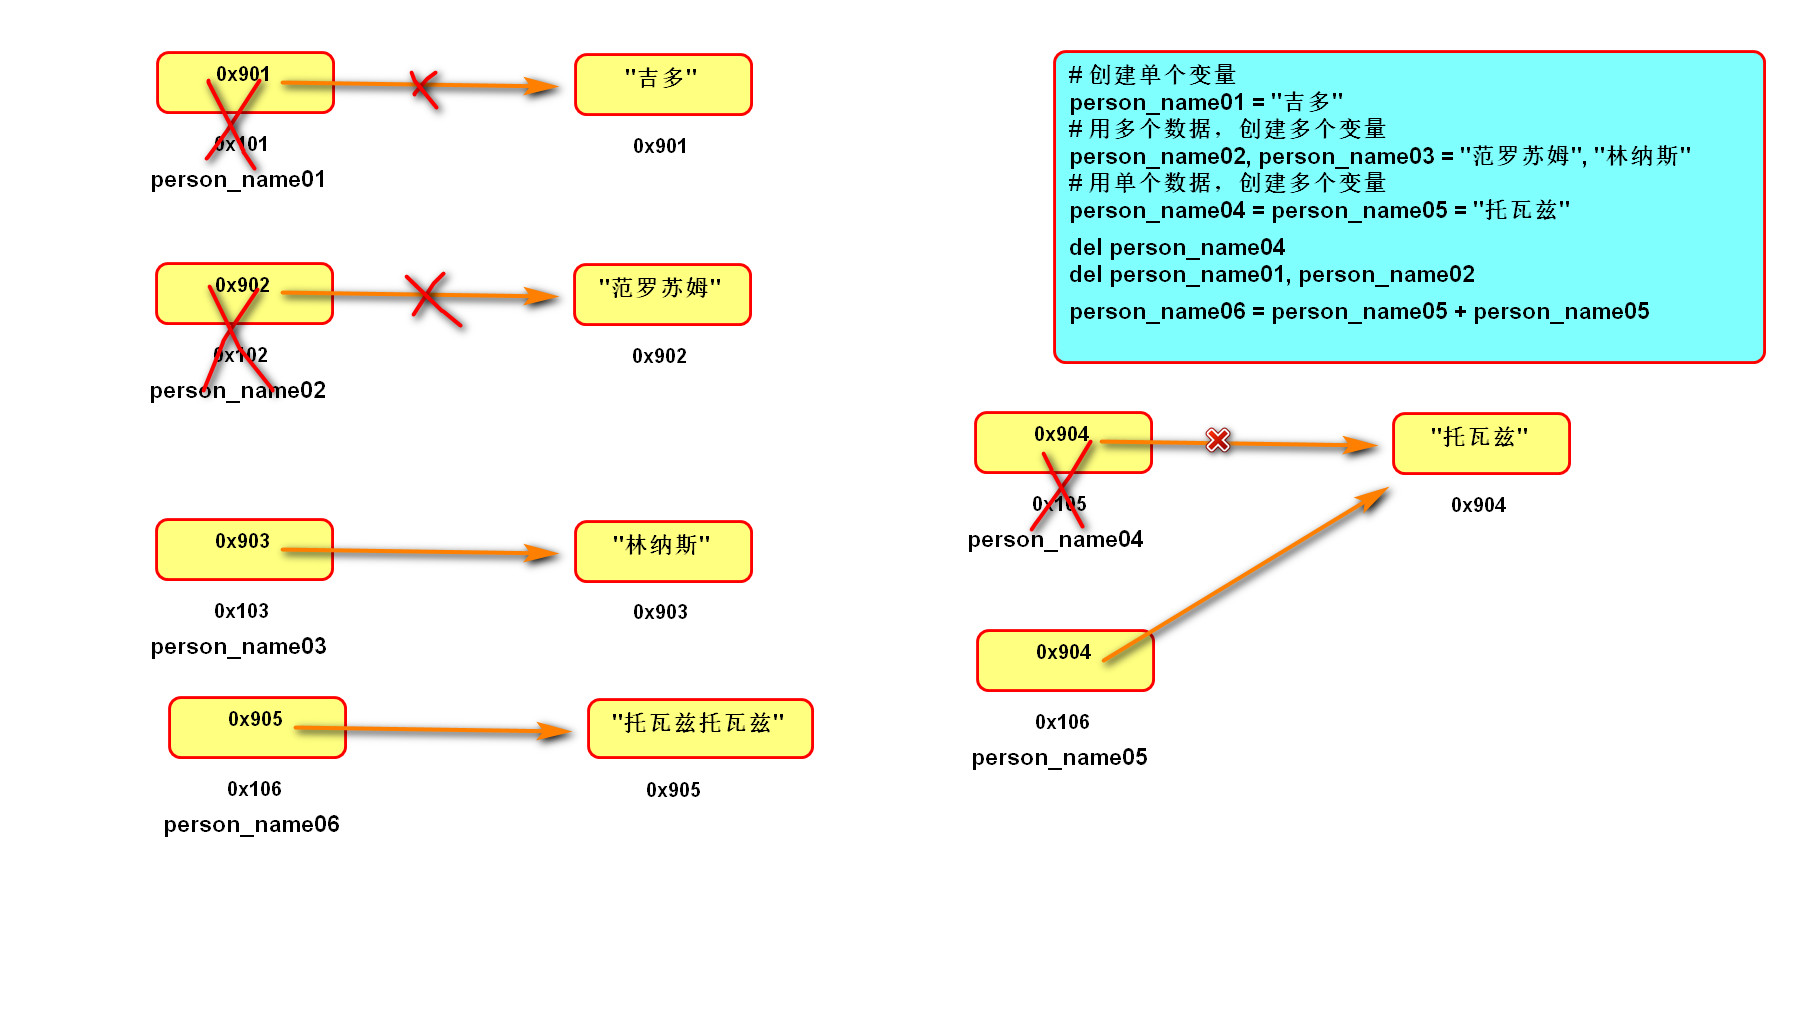 0x901
"吉多"
0x101
0x901
person_name01
0x902
"范罗苏姆"
0x102
0x902
person_name02
0x903
"林纳斯"
0x103
0x903
person_name03
0x905
"托瓦兹托瓦兹"
0x106
0x905
person_name06
# 创建单个变量
person_name01 = "吉多"
# 用多个数据，创建多个变量
person_name02, person_name03 = "范罗苏姆", "林纳斯"
# 用单个数据，创建多个变量
person_name04 = person_name05 = "托瓦兹"
del person_name04
del person_name01, person_name02
person_name06 = person_name05 + person_name05
0x904
"托瓦兹"
0x105
0x904
person_name04
0x904
0x106
person_name05